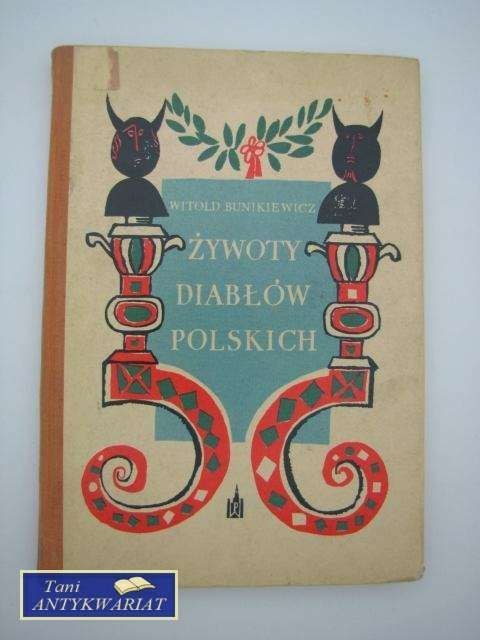 WITOLD BUNIKIEWICZ
ŻYWOTY
DIABŁÓW
POLSKICH
Tani
ANTYKWARIAT